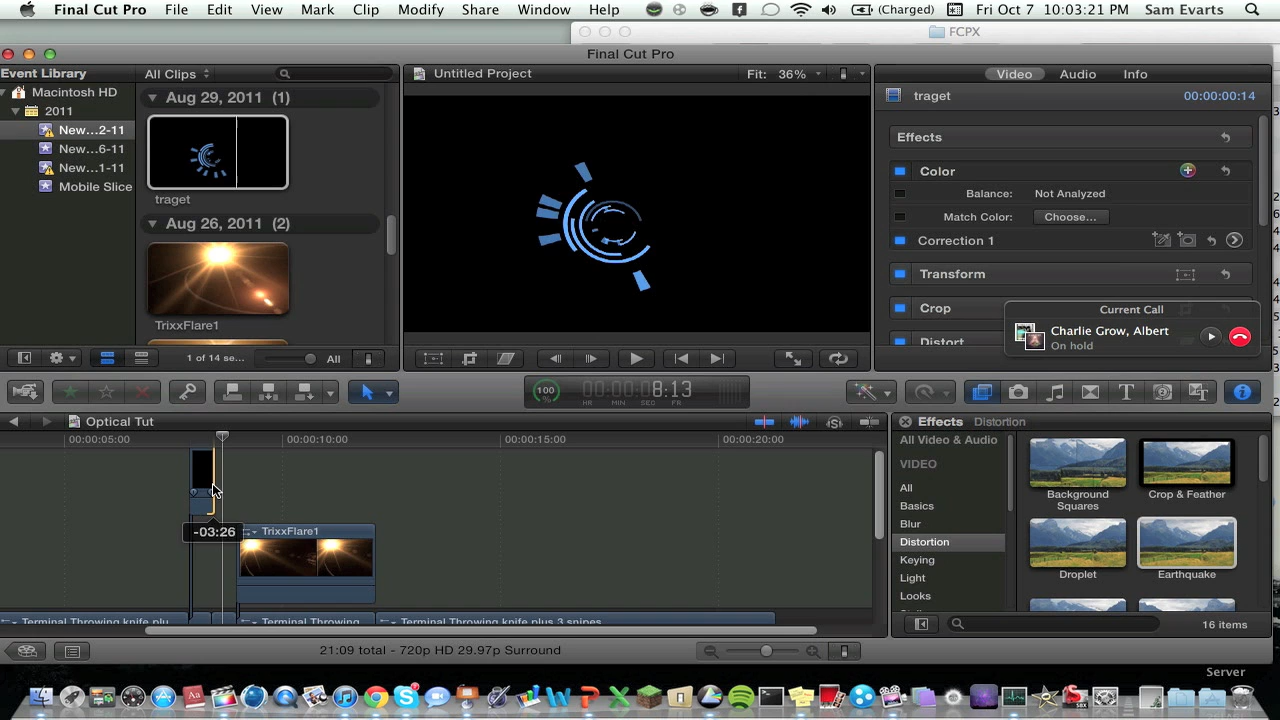 Final Cut Pro File Edit View Mark Clip Modify Share Window Help (Charged) Fri Oct 7 10:03:21 PM Sam Evarts
FCPX
Final Cut Pro
Event Library All Clips Untitled Project Fit: 36% Video Audio Info
Macintosh HD
2011
New...2-11
New...6-11
New...1-11
Mobile Slice
Aug 29, 2011 (1)
traget
Aug 26, 2011 (2)
TrixxFlare1
1 of 14 se... All
traget 00:00:00:14
Effects
Color
Balance: Not Analyzed
Match Color: Choose...
Correction 1
Transform
Crop
Distort
Current Call
Charlie Grow, Albert
On hold
100 % 00:00:08:13
HR MIN SEC FR
Optical Tut
00:00:05:00 00:00:10:00 00:00:15:00 00:00:20:00
-03:26
TrixxFlare1
Terminal Throwing knife plu Terminal Throwing Terminal Throwing knife plus 3 snipes
Effects Distortion
All Video & Audio
VIDEO
All
Basics
Blur
Distortion
Keying
Light
Looks
Background Squares
Crop & Feather
Droplet
Earthquake
16 items
21:09 total - 720p HD 29.97p Surround
Server